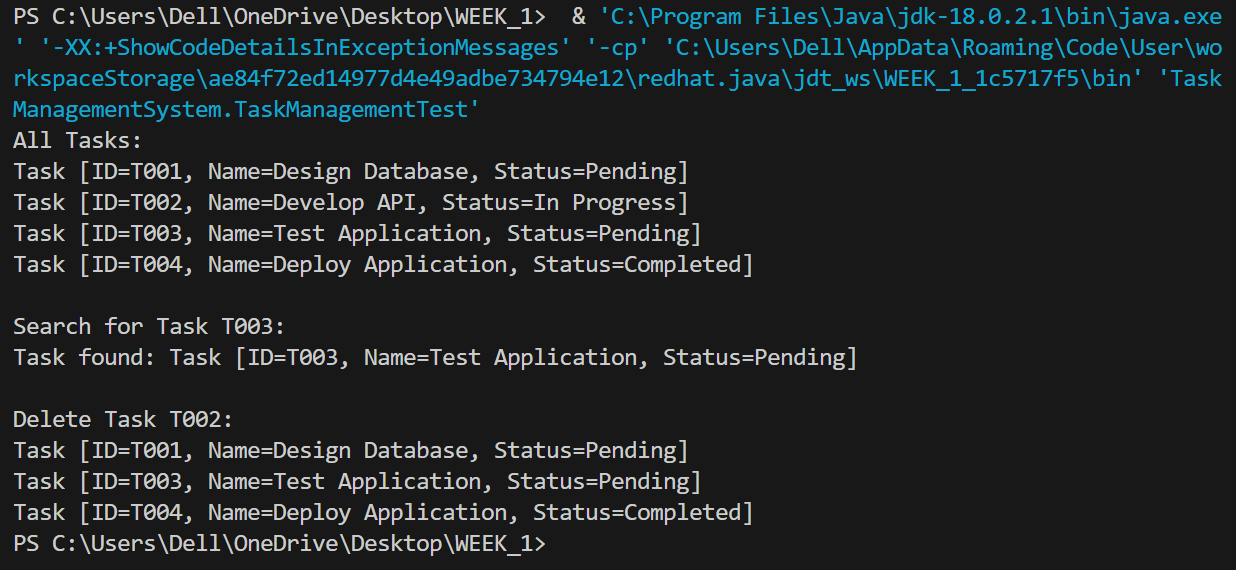 PS C:\Users\Dell\OneDrive\Desktop\WEEK_1>  & 'C:\Program Files\Java\jdk-18.0.2.1\bin\java.exe
' '-XX:+ShowCodeDetailsInExceptionMessages' '-cp' 'C:\Users\Dell\AppData\Roaming\Code\User\wo
rkspaceStorage\ae84f72ed14977d4e49adbe734794e12\redhat.java\jdt_ws\WEEK_1_1c5717f5\bin' 'Task
ManagementSystem.TaskManagementTest'
All Tasks:
Task [ID=T001, Name=Design Database, Status=Pending]
Task [ID=T002, Name=Develop API, Status=In Progress]
Task [ID=T003, Name=Test Application, Status=Pending]
Task [ID=T004, Name=Deploy Application, Status=Completed]

Search for Task T003:
Task found: Task [ID=T003, Name=Test Application, Status=Pending]

Delete Task T002:
Task [ID=T001, Name=Design Database, Status=Pending]
Task [ID=T003, Name=Test Application, Status=Pending]
Task [ID=T004, Name=Deploy Application, Status=Completed]
PS C:\Users\Dell\OneDrive\Desktop\WEEK_1>